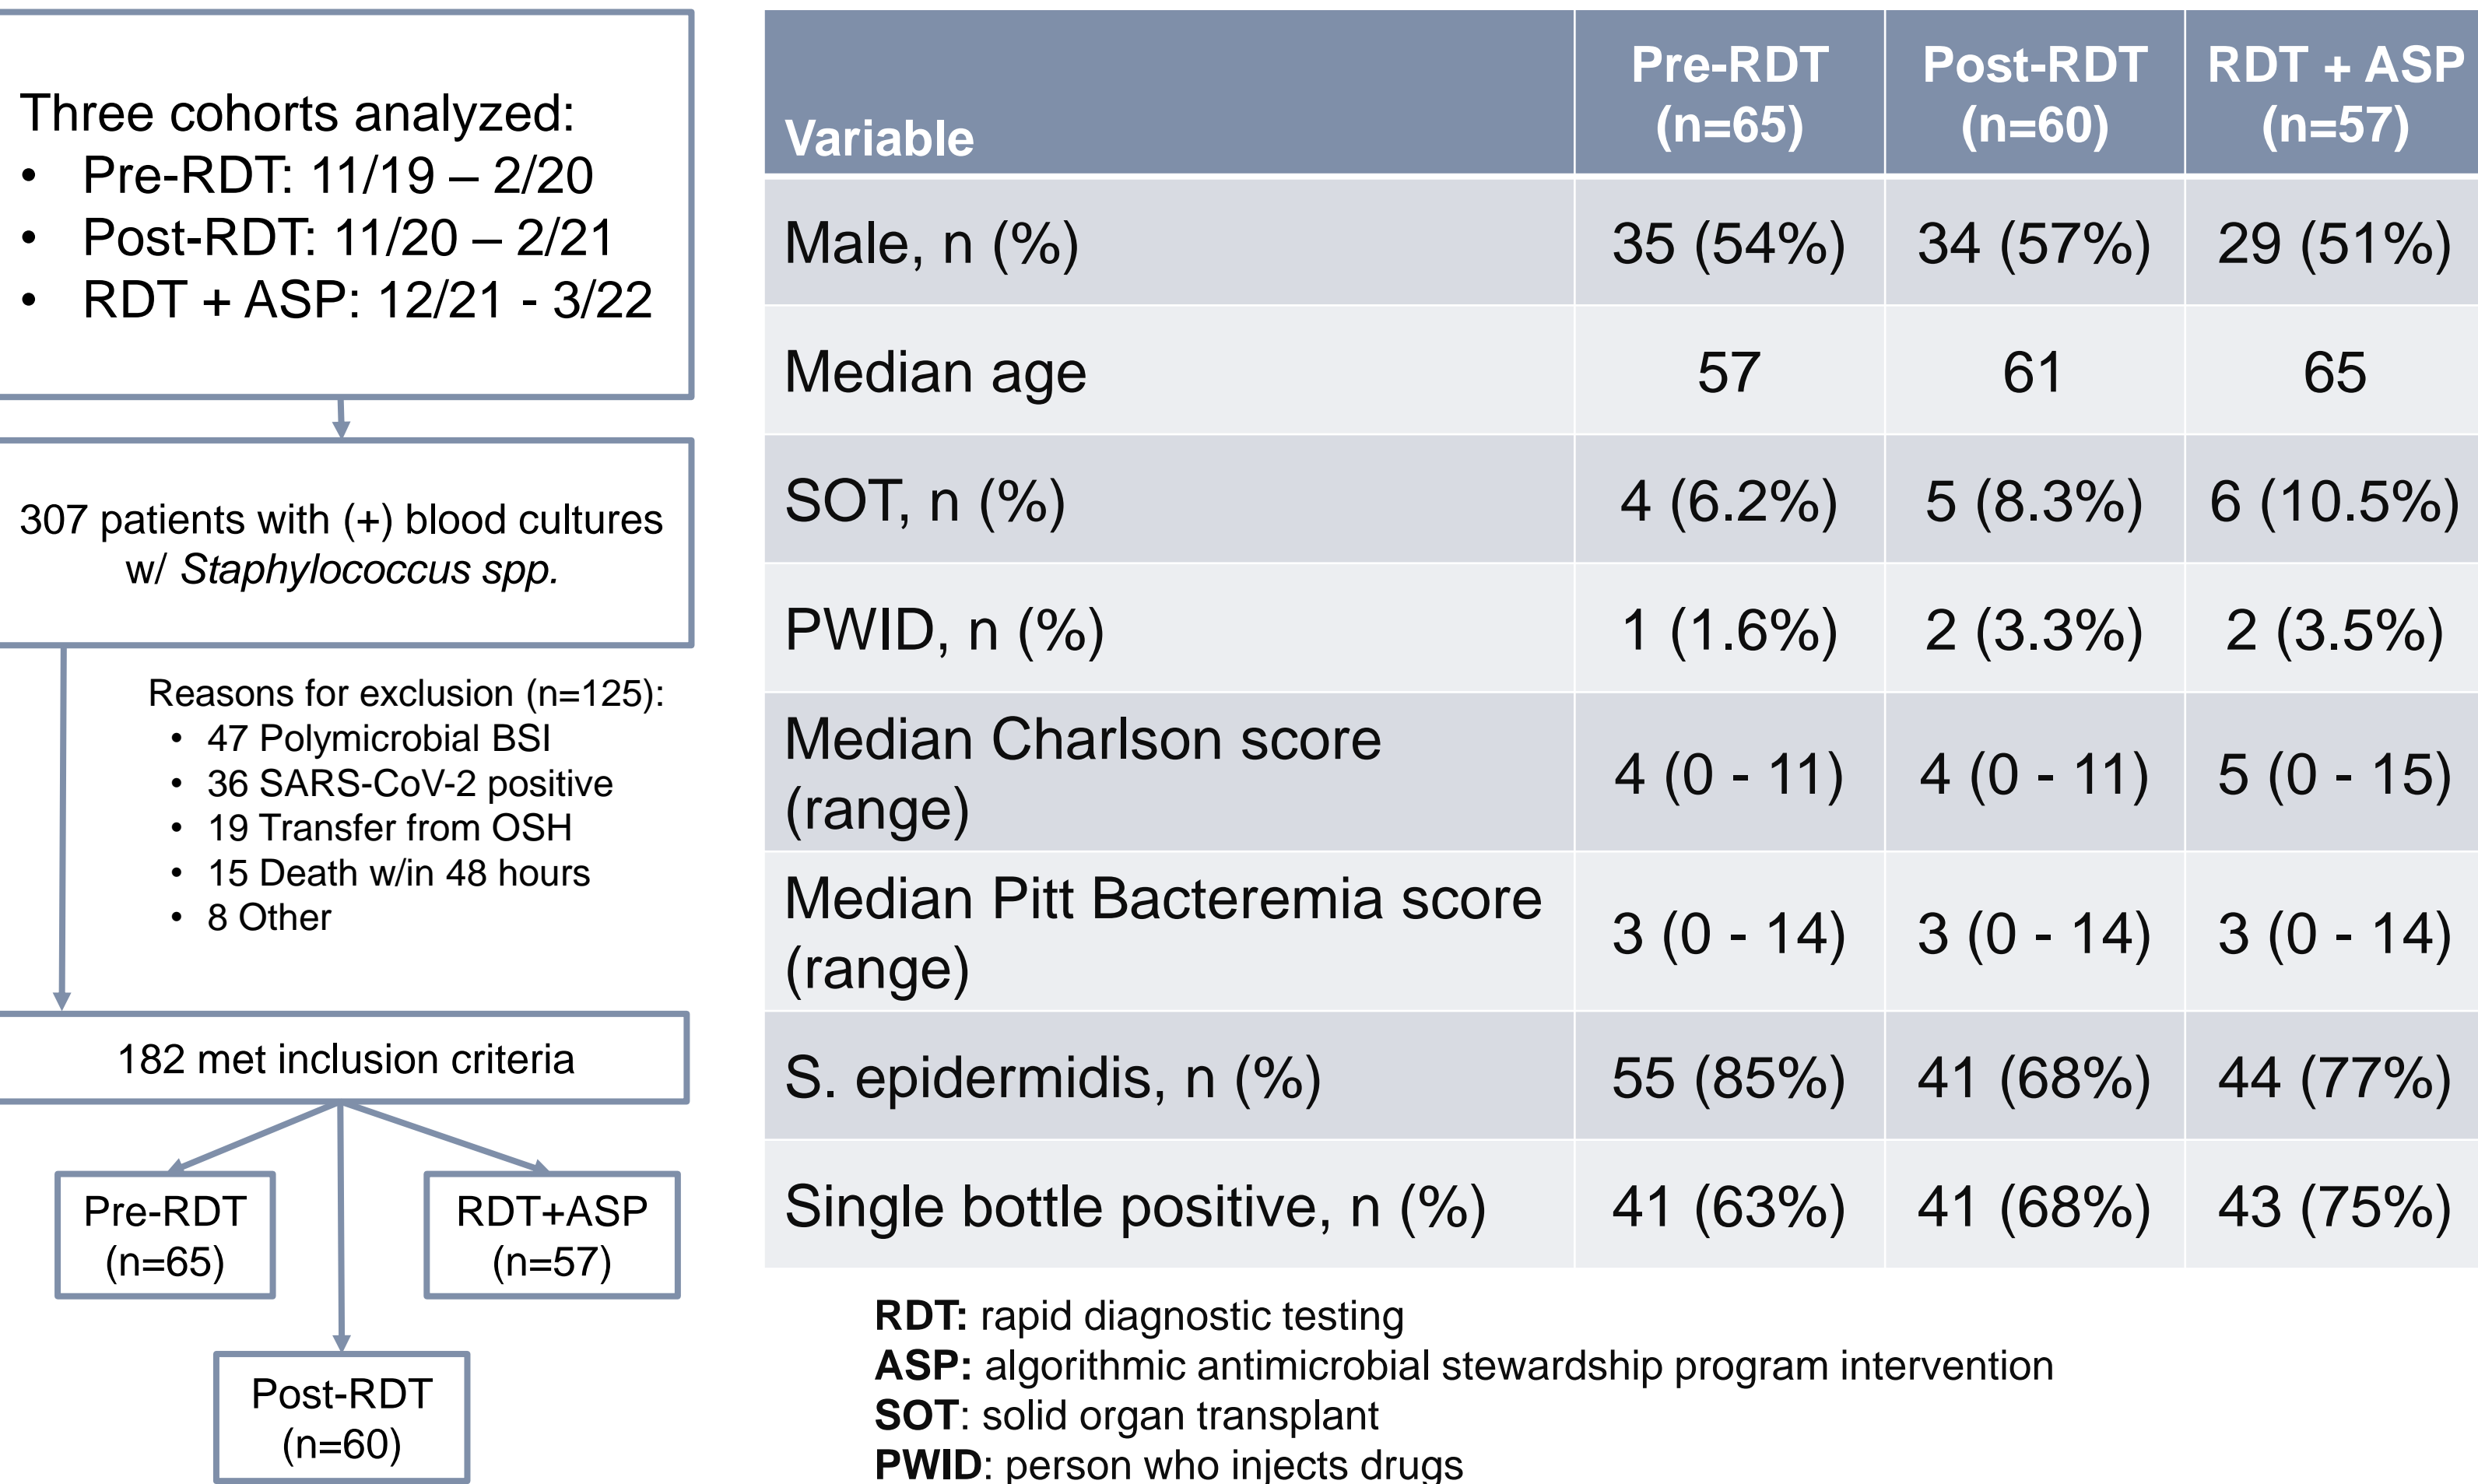 Three cohorts analyzed:
• Pre-RDT: 11/19 – 2/20
• Post-RDT: 11/20 – 2/21
• RDT + ASP: 12/21 - 3/22
307 patients with (+) blood cultures
w/ Staphylococcus spp.
Reasons for exclusion (n=125):
• 47 Polymicrobial BSI
• 36 SARS-CoV-2 positive
• 19 Transfer from OSH
• 15 Death w/in 48 hours
• 8 Other
182 met inclusion criteria
Pre-RDT
(n=65)
RDT+ASP
(n=57)
Post-RDT
(n=60)
Variable
Pre-RDT
(n=65)
Post-RDT
(n=60)
RDT + ASP
(n=57)
Male, n (%) 35 (54%) 34 (57%) 29 (51%)
Median age 57 61 65
SOT, n (%) 4 (6.2%) 5 (8.3%) 6 (10.5%)
PWID, n (%) 1 (1.6%) 2 (3.3%) 2 (3.5%)
Median Charlson score
(range)
4 (0 - 11) 4 (0 - 11) 5 (0 - 15)
Median Pitt Bacteremia score
(range)
3 (0 - 14) 3 (0 - 14) 3 (0 - 14)
S. epidermidis, n (%) 55 (85%) 41 (68%) 44 (77%)
Single bottle positive, n (%) 41 (63%) 41 (68%) 43 (75%)
RDT: rapid diagnostic testing
ASP: algorithmic antimicrobial stewardship program intervention
SOT: solid organ transplant
PWID: person who injects drugs